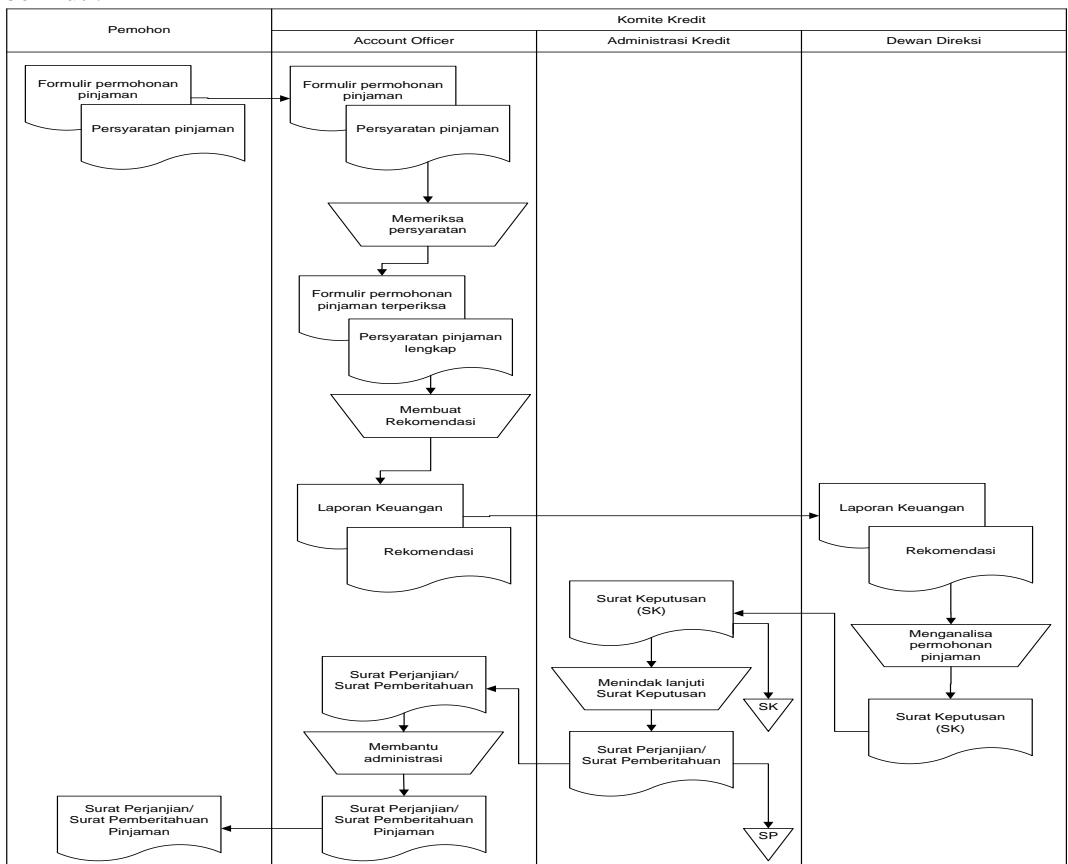 Pemohon
Komite Kredit
Account Officer
Administrasi Kredit
Dewan Direksi
Formulir permohonan
pinjaman
Persyaratan pinjaman
Formulir permohonan
pinjaman
Persyaratan pinjaman
Memeriksa
persyaratan
Formulir permohonan
pinjaman terperiksa
Persyaratan pinjaman
lengkap
Membuat
Rekomendasi
Laporan Keuangan
Rekomendasi
Laporan Keuangan
Rekomendasi
Menganalisa
permohonan
pinjaman
Surat Keputusan
(SK)
Surat Keputusan
(SK)
Menindak lanjuti
Surat Keputusan
SK
Surat Perjanjian/
Surat Pemberitahuan
SP
Surat Perjanjian/
Surat Pemberitahuan
Membantu
administrasi
Surat Perjanjian/
Surat Pemberitahuan
Pinjaman
Surat Perjanjian/
Surat Pemberitahuan
Pinjaman